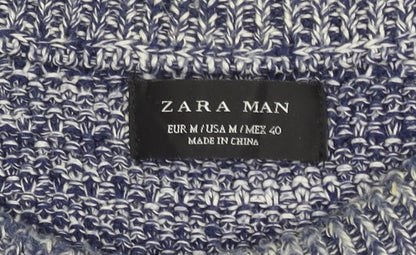 ZARA MAN
EUR M / USA M / MEX 40
MADE IN CHINA